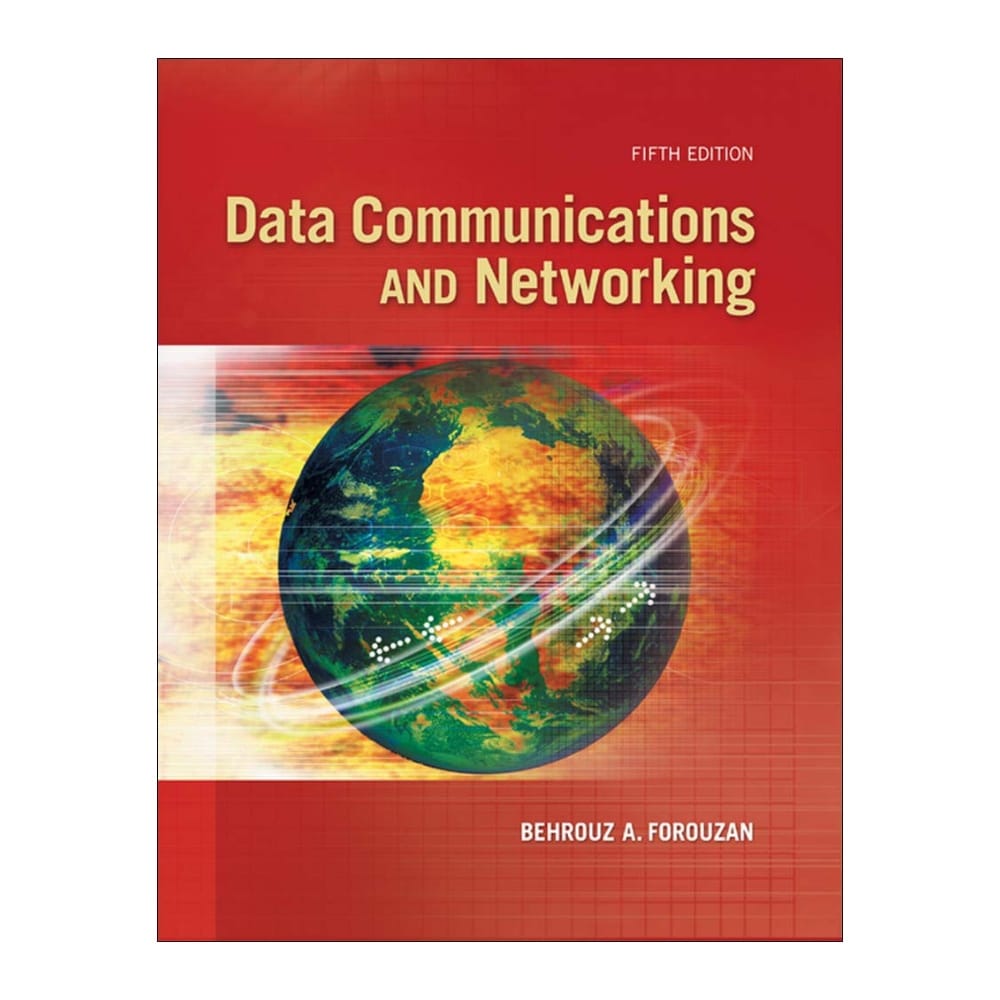 FIFTH EDITION
Data Communications
AND Networking
BEHROUZ A. FOROUZAN